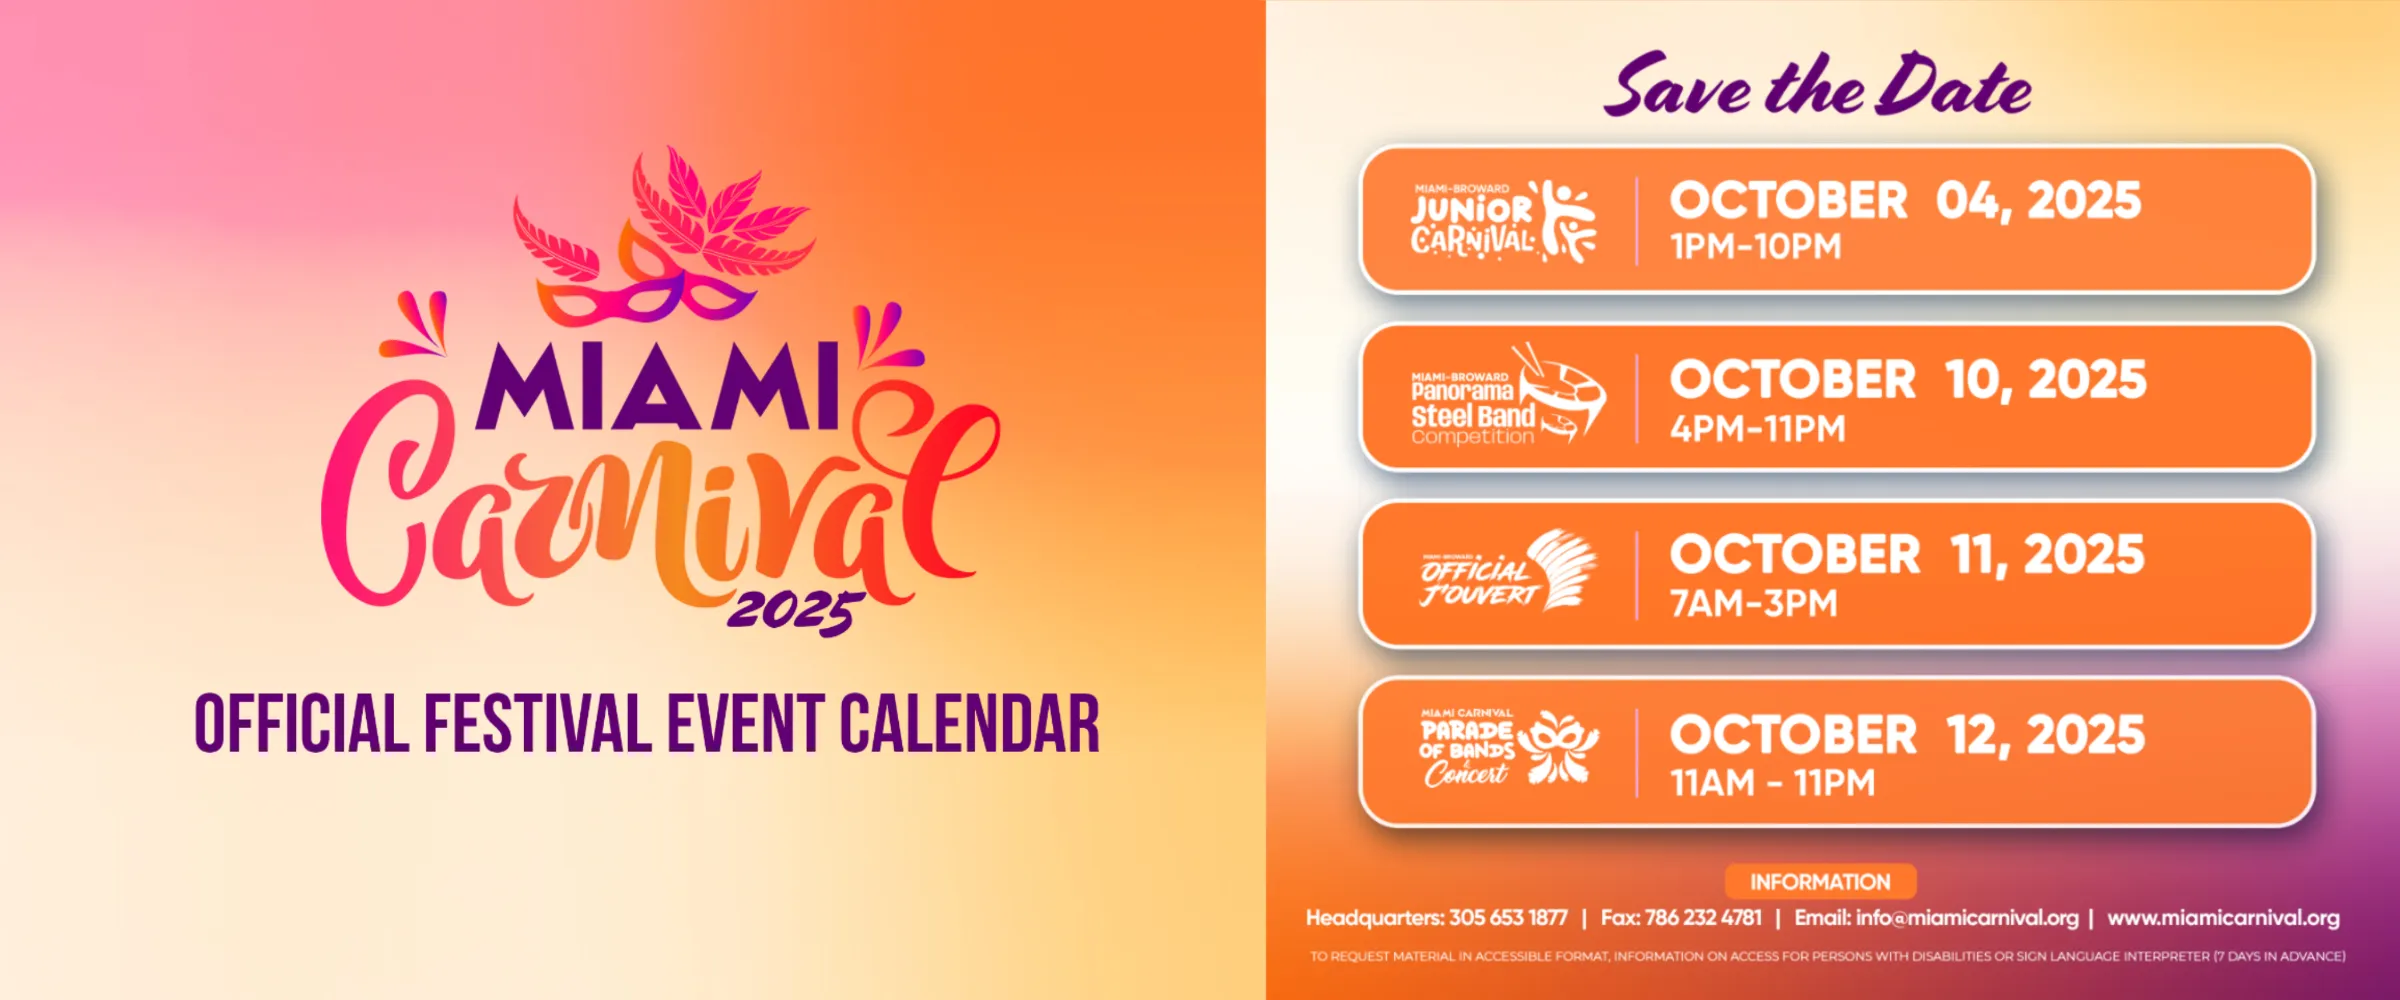 MIAMI
Carnival
2025
OFFICIAL FESTIVAL EVENT CALENDAR
Save the Date
MIAMI-BROWARD
JUNiOR
CARNiVAL
OCTOBER 04, 2025
1PM-10PM
MIAMI-BROWARD
Panorama
Steel Band
Competition
OCTOBER 10, 2025
4PM-11PM
MIAMI-BROWARD
OFFICIAL
J'OUVERT
OCTOBER 11, 2025
7AM-3PM
MIAMI CARNIVAL
PARADE
OF BANDS
&
Concert
OCTOBER 12, 2025
11AM - 11PM
INFORMATION
Headquarters: 305 653 1877 | Fax: 786 232 4781 | Email: info@miamicarnival.org | www.miamicarnival.org
TO REQUEST MATERIAL IN ACCESSIBLE FORMAT, INFORMATION ON ACCESS FOR PERSONS WITH DISABILITIES OR SIGN LANGUAGE INTERPRETER (7 DAYS IN ADVANCE)